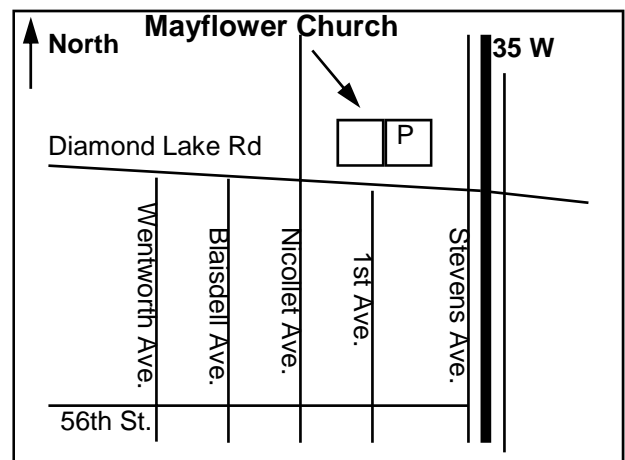 Mayflower Church
North
35 W
P
Diamond Lake Rd
Wentworth Ave.
Blaisdell Ave.
Nicollet Ave.
1st Ave.
Stevens Ave.
56th St.